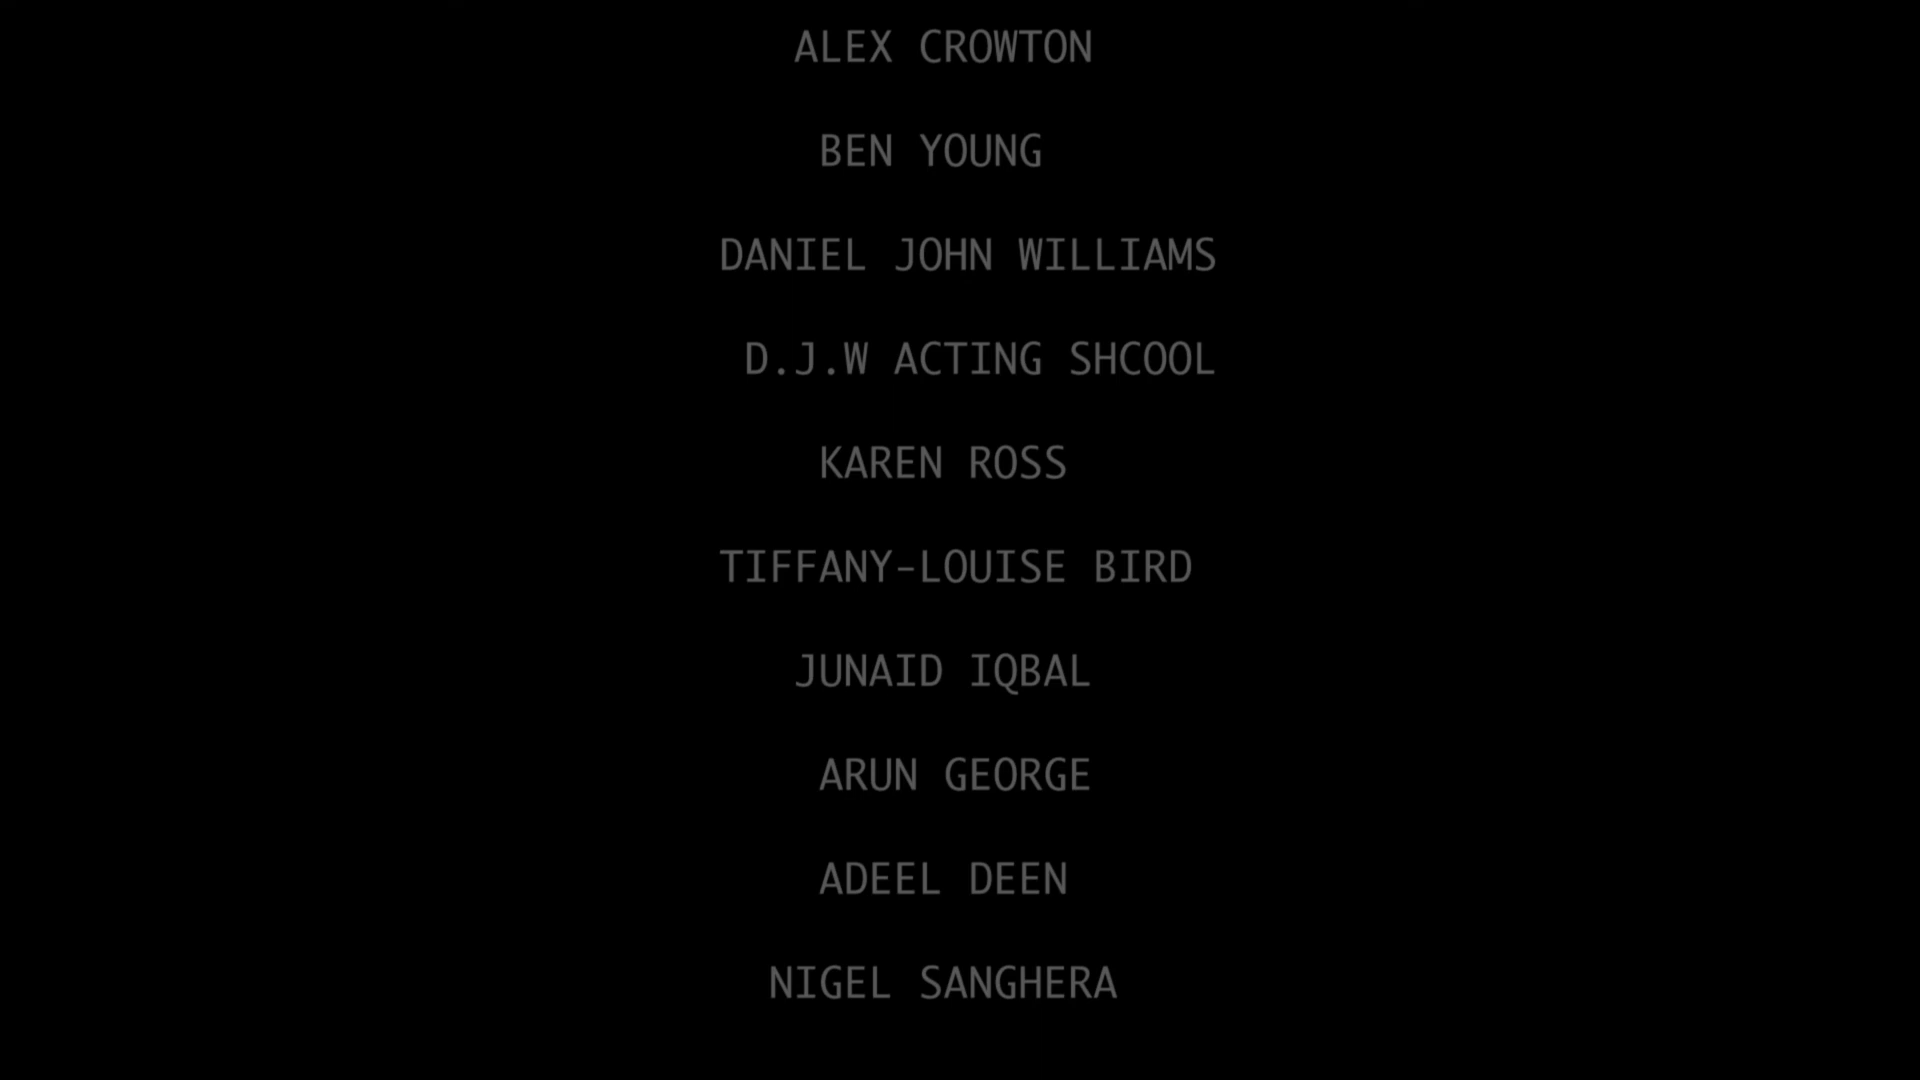 ALEX CROWTON
BEN YOUNG
DANIEL JOHN WILLIAMS
D.J.W ACTING SHCOOL
KAREN ROSS
TIFFANY-LOUISE BIRD
JUNAID IQBAL
ARUN GEORGE
ADEEL DEEN
NIGEL SANGHERA